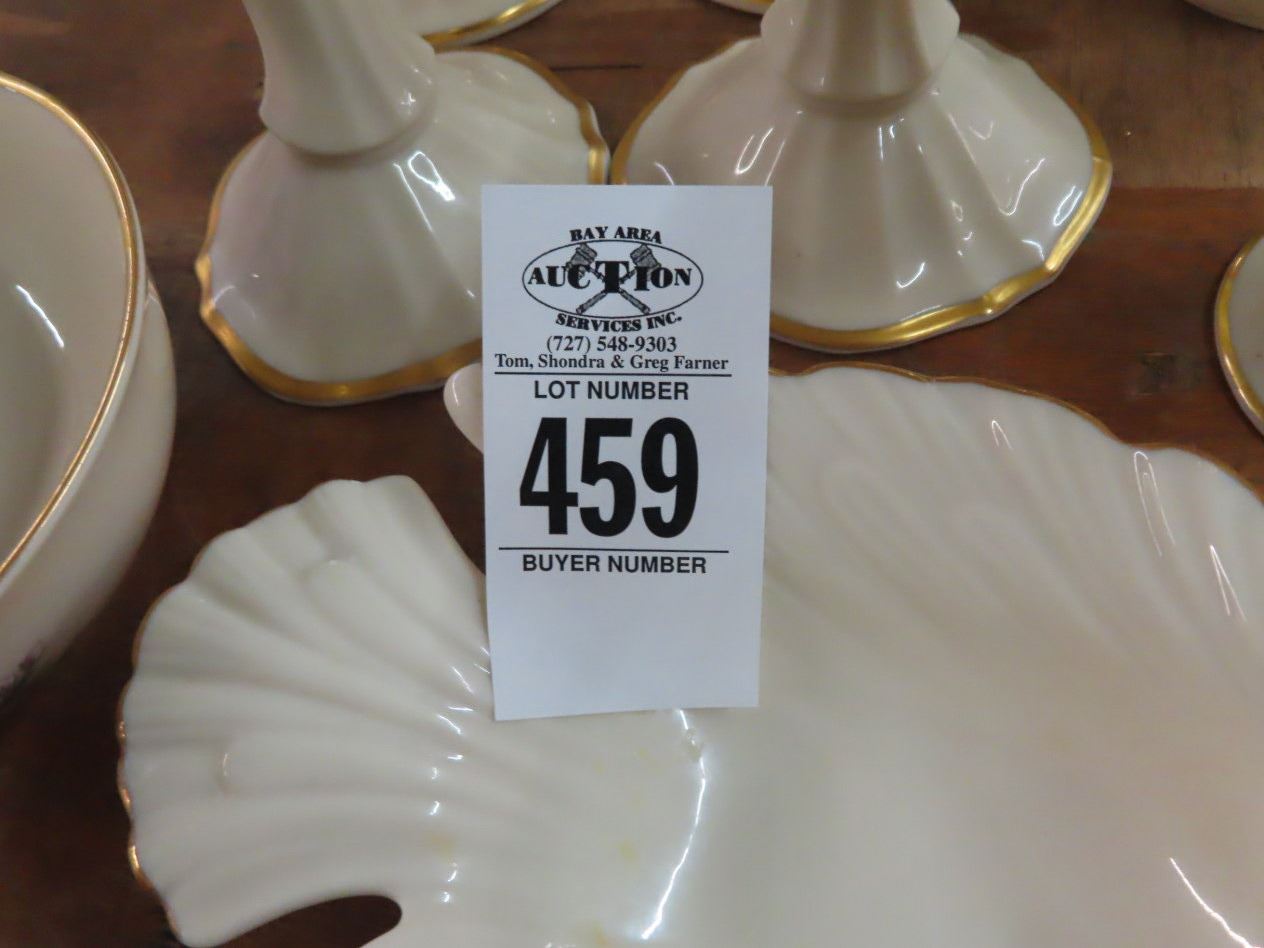 BAY AREA
AUCTION
SERVICES INC.
(727) 548-9303
Tom, Shondra & Greg Farner
LOT NUMBER
459
BUYER NUMBER